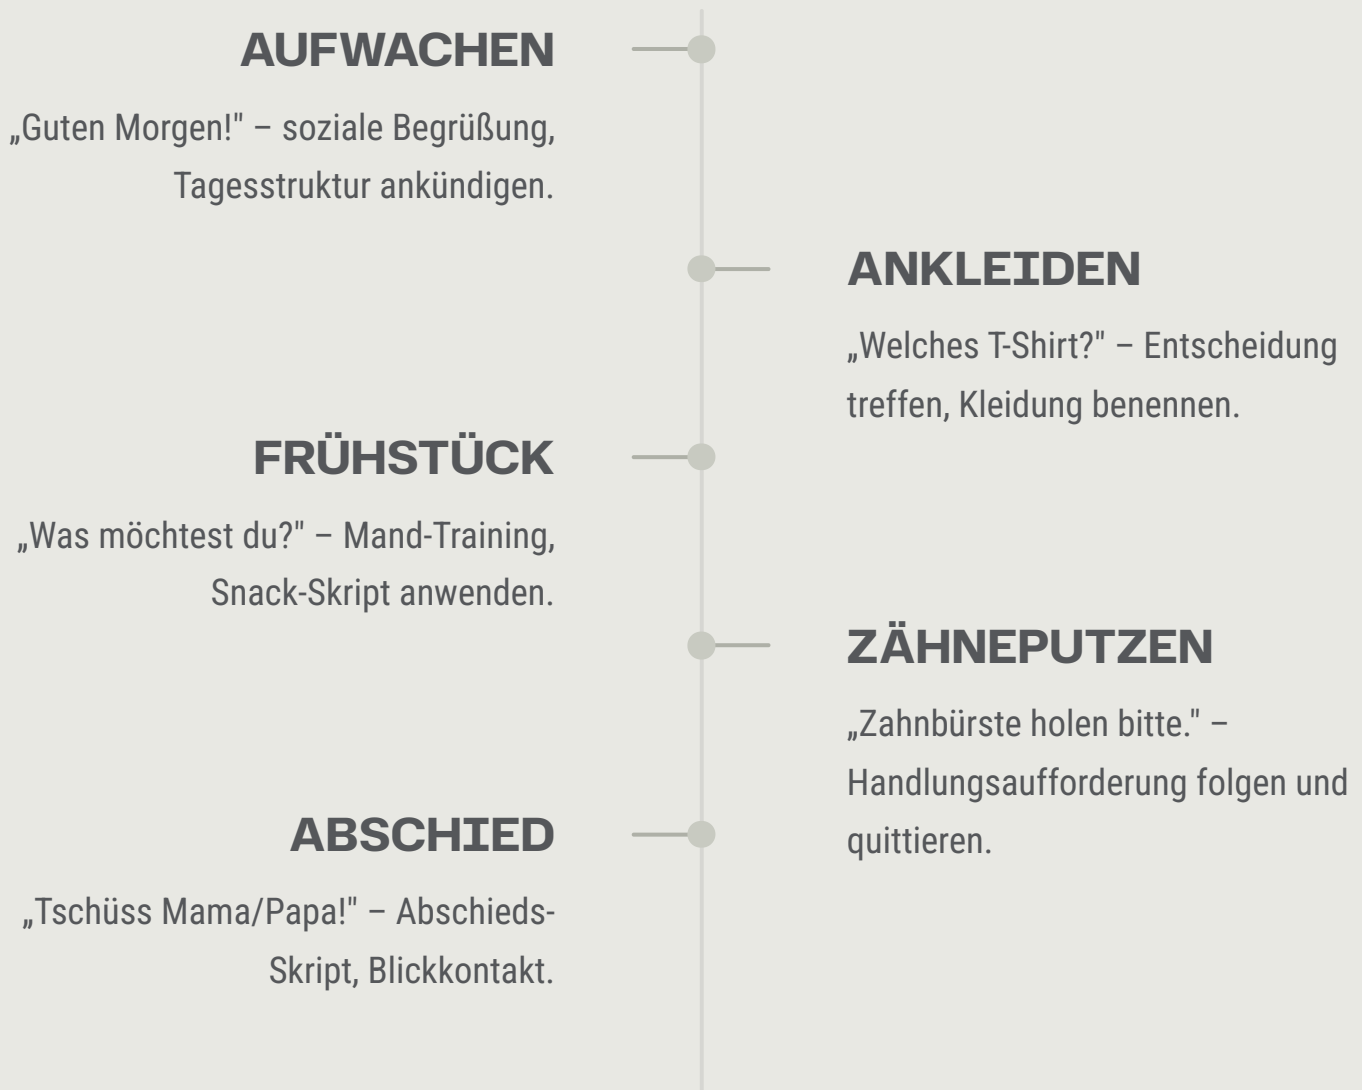 AUFWACHEN
„Guten Morgen!" – soziale Begrüßung,
Tagesstruktur ankündigen.
ANKLEIDEN
„Welches T-Shirt?" – Entscheidung
treffen, Kleidung benennen.
FRÜHSTÜCK
„Was möchtest du?" – Mand-Training,
Snack-Skript anwenden.
ZÄHNEPUTZEN
„Zahnbürste holen bitte." –
Handlungsaufforderung folgen und
quittieren.
ABSCHIED
„Tschüss Mama/Papa!" – Abschieds-
Skript, Blickkontakt.